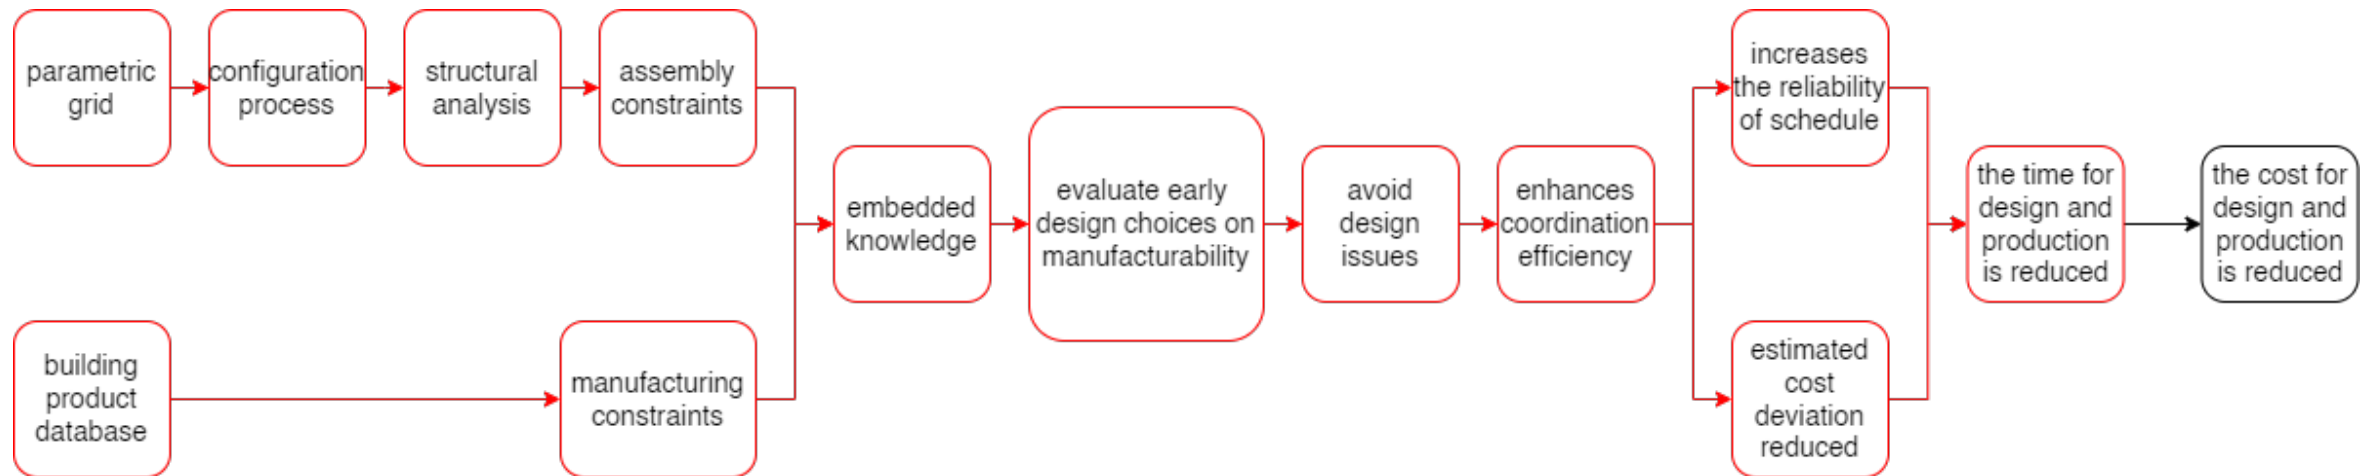 parametric
grid
configuration
process
structural
analysis
assembly
constraints
building
product
database
manufacturing
constraints
embedded
knowledge
evaluate early
design choices on
manufacturability
avoid
design
issues
enhances
coordination
efficiency
increases
the reliability
of schedule
estimated
cost
deviation
reduced
the time for
design and
production
is reduced
the cost for
design and
production
is reduced